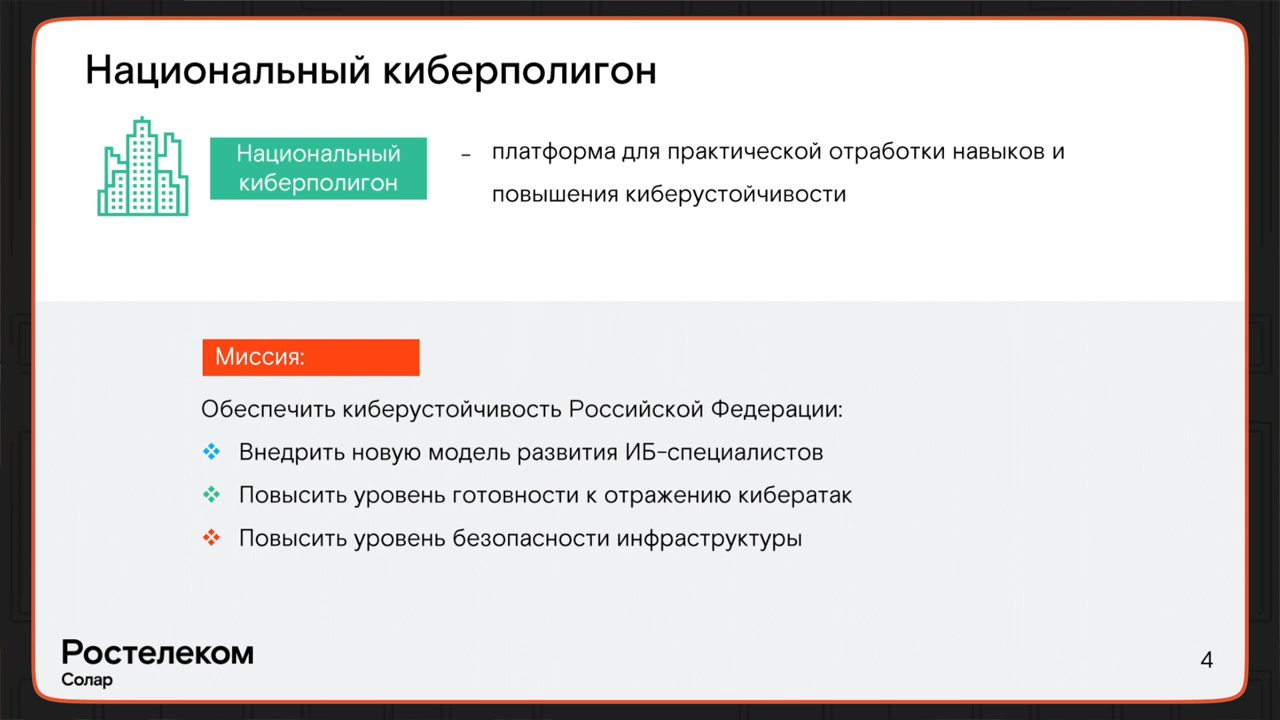 Национальный киберполигон
Национальный
киберполигон
– платформа для практической отработки навыков и
повышения киберустойчивости
Миссия:
Обеспечить киберустойчивость Российской Федерации:
Внедрить новую модель развития ИБ-специалистов
Повысить уровень готовности к отражению кибератак
Повысить уровень безопасности инфраструктуры
Ростелеком
Солар
4